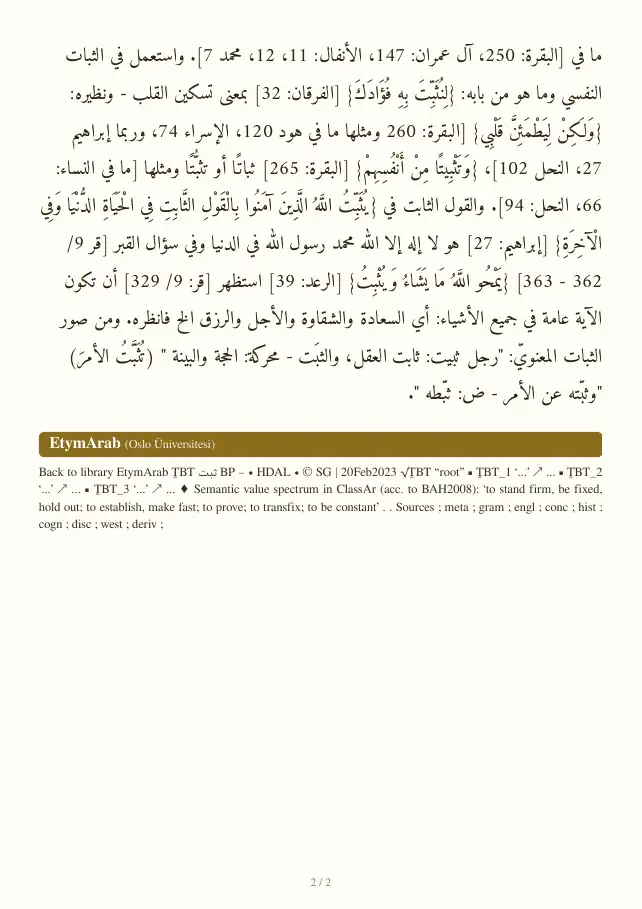 ما في [البقرة: 250، آل عمران: 147، الأنفال: 11، 12، محمد 7]. واستعمل في الثبات
النفسي وما هو من بابه: {لِنُثَبِّتَ بِهِ فُؤَادَكَ} [الفرقان: 32] بمعنى تسكين القلب - ونظيره:
{وَلَكِنْ لِيَطْمَئِنَّ قَلْبِي} [البقرة: 260 ومثلها ما في هود 120، الإسراء 74، وربما إبراهيم
27، النحل 102]، {وَتَثْبِيتًا مِنْ أَنْفُسِهِمْ} [البقرة: 265] ثباتًا أو تثبُّتًا ومثلها [ما في النساء:
66، النحل: 94]. والقول الثابت في {يُثَبِّتُ اللَّهُ الَّذِينَ آمَنُوا بِالْقَوْلِ الثَّابِتِ فِي الْحَيَاةِ الدُّنْيَا وَفِي
الْآخِرَةِ} [إبراهيم: 27] هو لا إله إلا الله محمد رسول الله في الدنيا وفي سؤال القبر [قر 9/
362 - 363] {يَمْحُو اللَّهُ مَا يَشَاءُ وَيُثْبِتُ} [الرعد: 39] استظهر [قر: 9/ 329] أن تكون
الآية عامة في جميع الأشياء: أي السعادة والشقاوة والأجل والرزق الخ فانظره. ومن صور
الثبات المعنويّ: "رجل ثبيت: ثابت العقل، والثبَت - محركة: الحجة والبينة " (تُثَبَّتُ الأمرَ)
"وثبّته عن الأمر - ض: ثبّطه ".
EtymArab (Oslo Üniversitesi)
Back to library EtymArab ṮBT ثبت BP – • HDAL • © SG | 20Feb2023 √ṮBT “root” ▪ ṮBT_1 ‘...’ ↗ ... ▪ ṮBT_2
‘...’ ↗ ... ▪ ṮBT_3 ‘...’ ↗ ... ♦ Semantic value spectrum in ClassAr (acc. to BAH2008): ‘to stand firm, be fixed,
hold out; to establish, make fast; to prove; to transfix; to be constant’ . . Sources ; meta ; gram ; engl ; conc ; hist ;
cogn ; disc ; west ; deriv ;
2 / 2